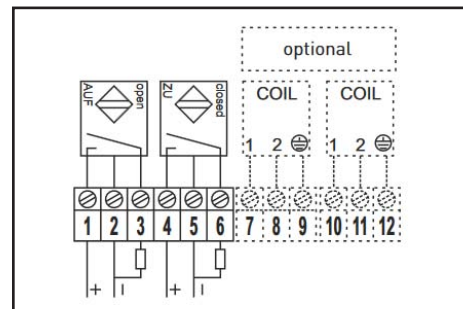 optional
AUF
open
ZU
closed
COIL
COIL
1 2
1 2
1 2 3 4 5 6 7 8 9 10 11 12
+ − + −